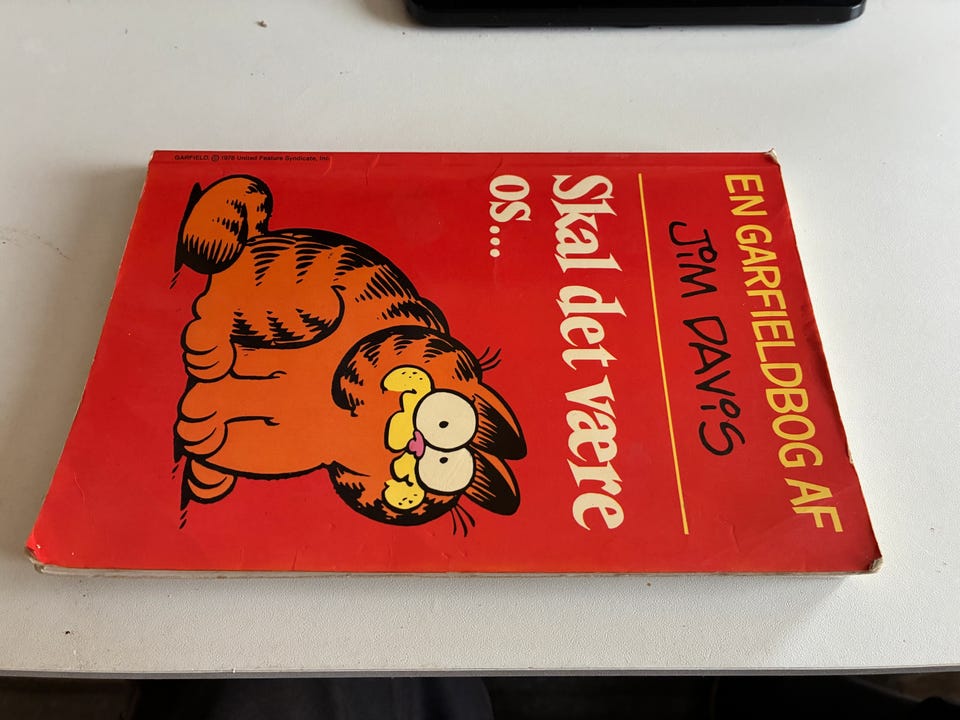 EN GARFIELDBOG AF
JiM DAViS
Skal det være
os...
GARFIELD, © 1978 United Feature Syndicate, Inc.